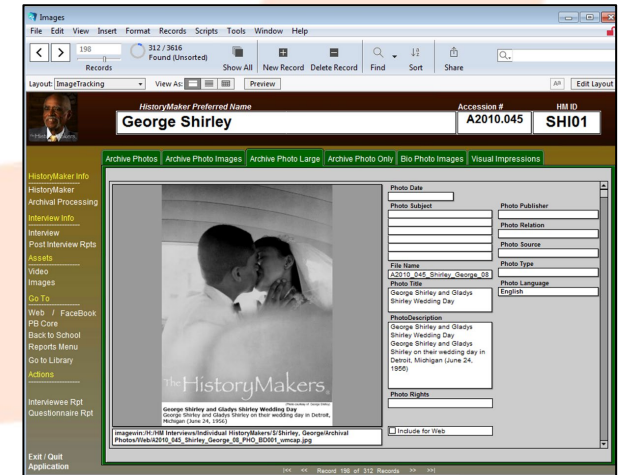 Images
File Edit View Insert Format Records Scripts Tools Window Help
198
312 / 3616
Found (Unsorted)
Records
Show All New Record Delete Record Find Sort Share
Layout: ImageTracking View As: Preview Edit Layout
HistoryMaker Preferred Name Accession # HM ID
George Shirley A2010.045 SHI01
Archive Photos Archive Photo Images Archive Photo Large Archive Photo Only Bio Photo Images Visual Impressions
HistoryMaker Info
HistoryMaker
Archival Processing
Interview Info
Interview
Post Interview Rpts
Assets
Video
Images
Go To
Web / FaceBook
PB Core
Back to School
Reports Menu
Go to Library
Actions
Interviewee Rpt
Questionnaire Rpt
Exit / Quit
Application
The HistoryMakers
George Shirley and Gladys Shirley Wedding Day
George Shirley and Gladys Shirley on their wedding day in Detroit,
Michigan (June 24, 1956)
imagewin:/H:/HM Interviews/Individual HistoryMakers/S/Shirley, George/Archival
Photos/Web/A2010_045_Shirley_George_08_PHO_BD001_wmcap.jpg
Photo Date
Photo Subject
File Name
A2010_045_Shirley_George_08
Photo Title
George Shirley and Gladys
Shirley Wedding Day
PhotoDescription
George Shirley and Gladys
Shirley Wedding Day
George Shirley and Gladys
Shirley on their wedding day in
Detroit, Michigan (June 24,
1956)
Photo Rights
Include for Web
Photo Publisher
Photo Relation
Photo Source
Photo Type
Photo Language
English
|<< << Record 198 of 312 Records >> >>|